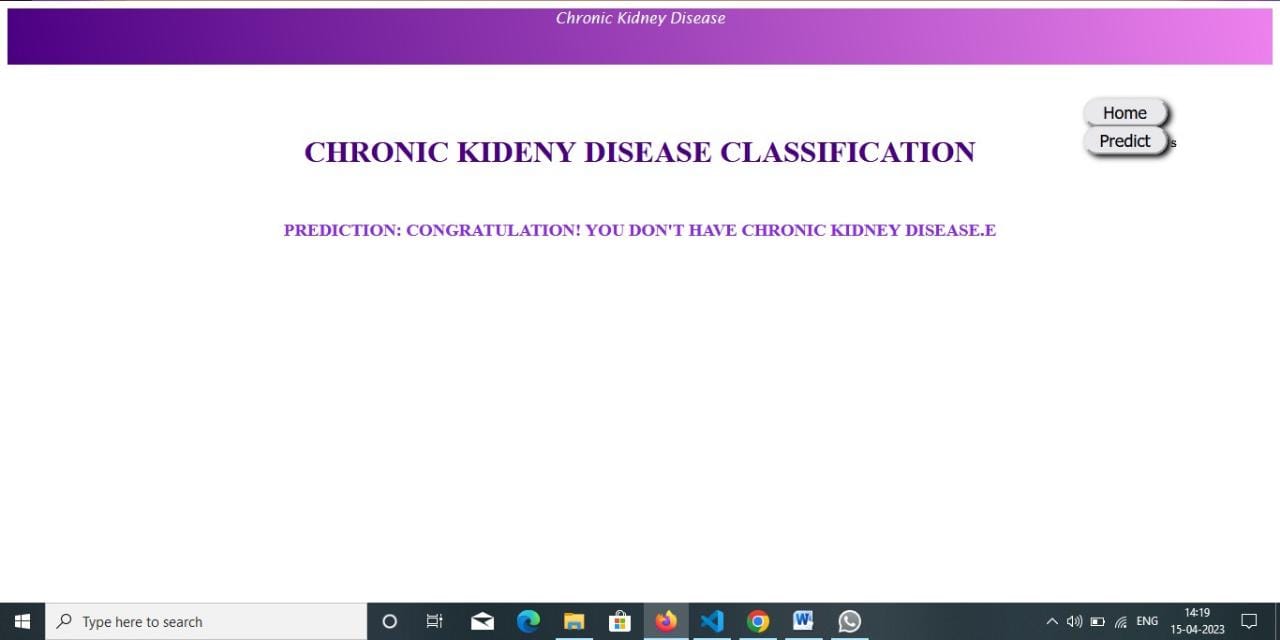 Chronic Kidney Disease
Home
CHRONIC KIDENY DISEASE CLASSIFICATION
Predict s
PREDICTION: CONGRATULATION! YOU DON'T HAVE CHRONIC KIDNEY DISEASE.E
Type here to search
ENG
14:19
15-04-2023